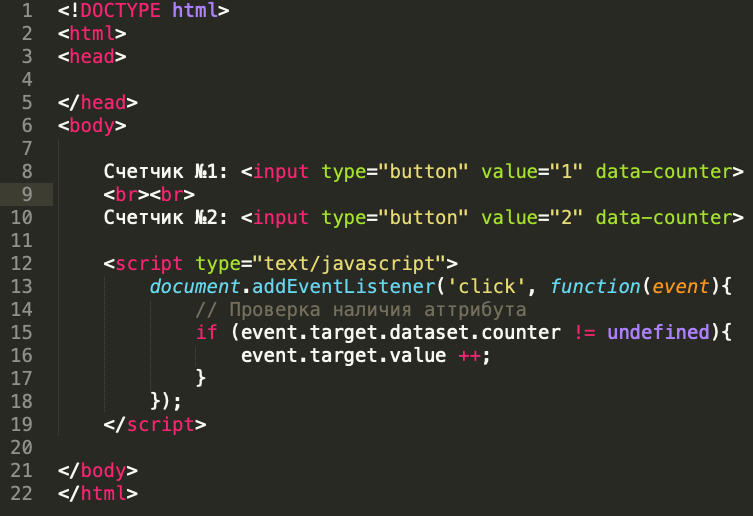 1 <!DOCTYPE html>
2 <html>
3 <head>
4
5 </head>
6 <body>
7
8 Счетчик №1: <input type="button" value="1" data-counter>
9 <br><br>
10 Счетчик №2: <input type="button" value="2" data-counter>
11
12 <script type="text/javascript">
13 document.addEventListener('click', function(event){
14 // Проверка наличия аттрибута
15 if (event.target.dataset.counter != undefined){
16 event.target.value ++;
17 }
18 });
19 </script>
20
21 </body>
22 </html>